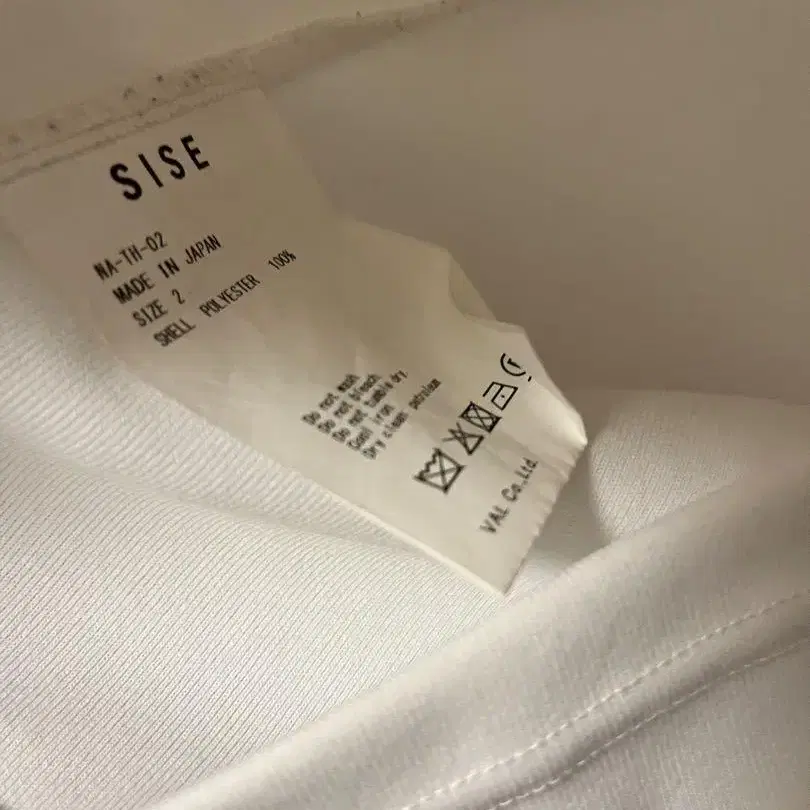 SISE
NA-TH-02
MADE IN JAPAN
SIZE 2
SHELL POLYESTER 100%
Do not wash
Do not bleach
Do not tumble dry.
Cool iron
Dry clean petroleum
VAL Co.,Ltd.